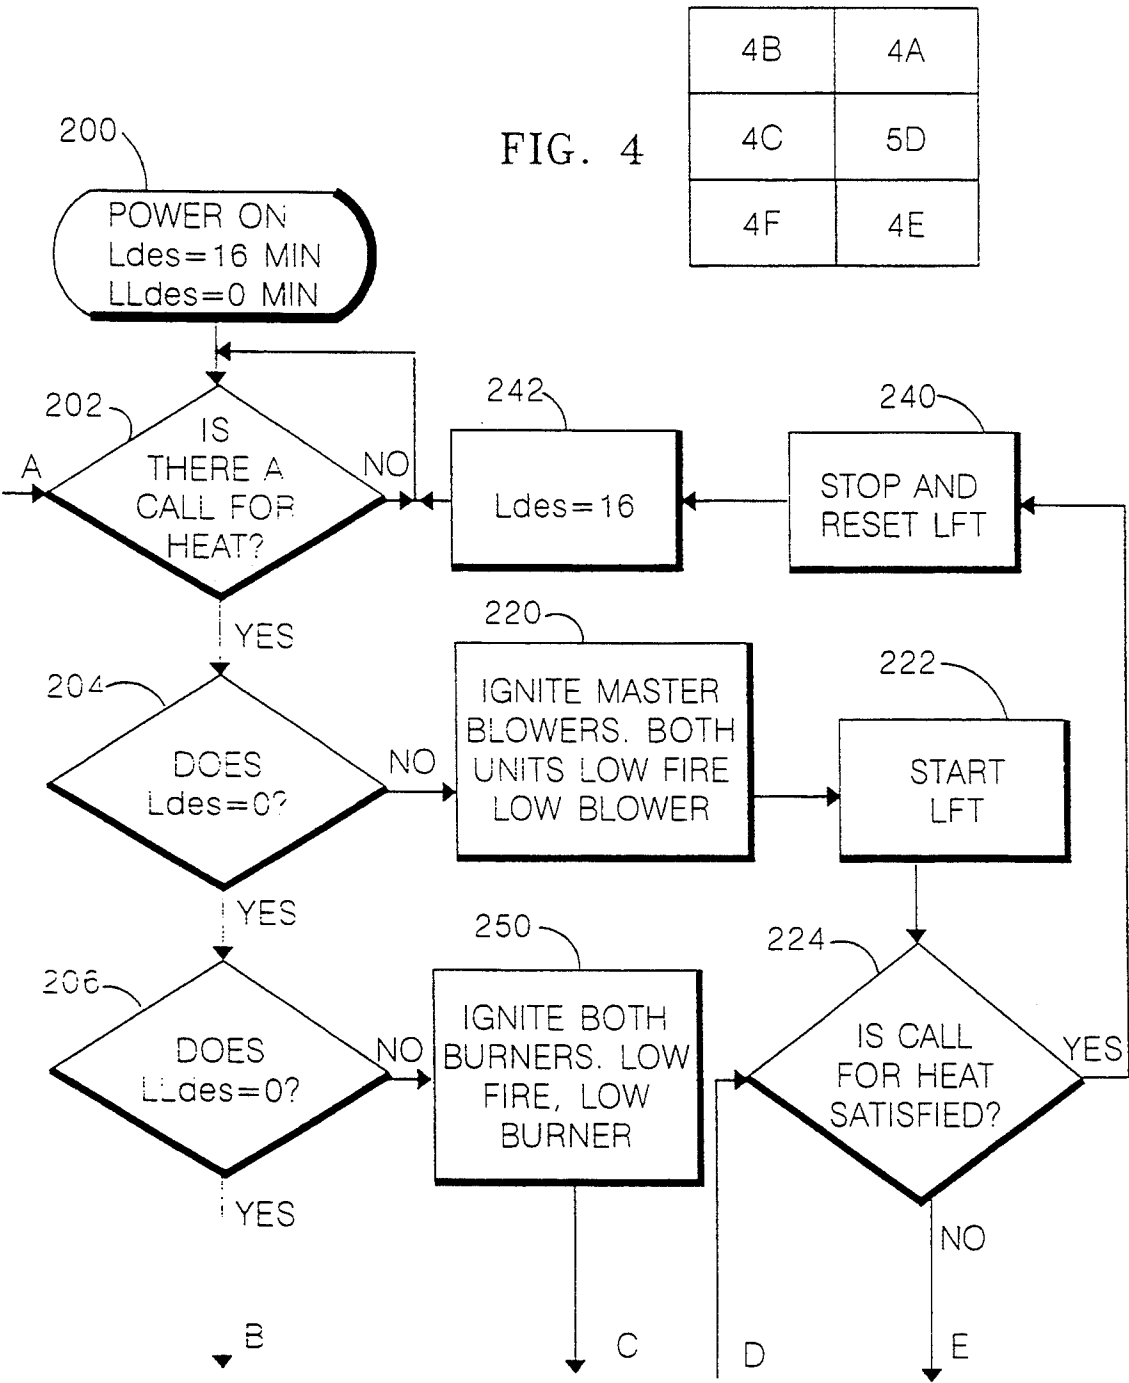 4B 4A
FIG. 4
4C 5D
4F 4E
200
POWER ON
Ldes=16 MIN
LLdes=0 MIN
202
A
IS
THERE A
CALL FOR
HEAT?
NO
YES
242
Ldes=16
240
STOP AND
RESET LFT
204
DOES
Ldes=0?
NO
YES
220
IGNITE MASTER
BLOWERS. BOTH
UNITS LOW FIRE
LOW BLOWER
222
START
LFT
206
DOES
LLdes=0?
NO
YES
250
IGNITE BOTH
BURNERS. LOW
FIRE, LOW
BURNER
224
IS CALL
FOR HEAT
SATISFIED?
YES
NO
B
C
D
E